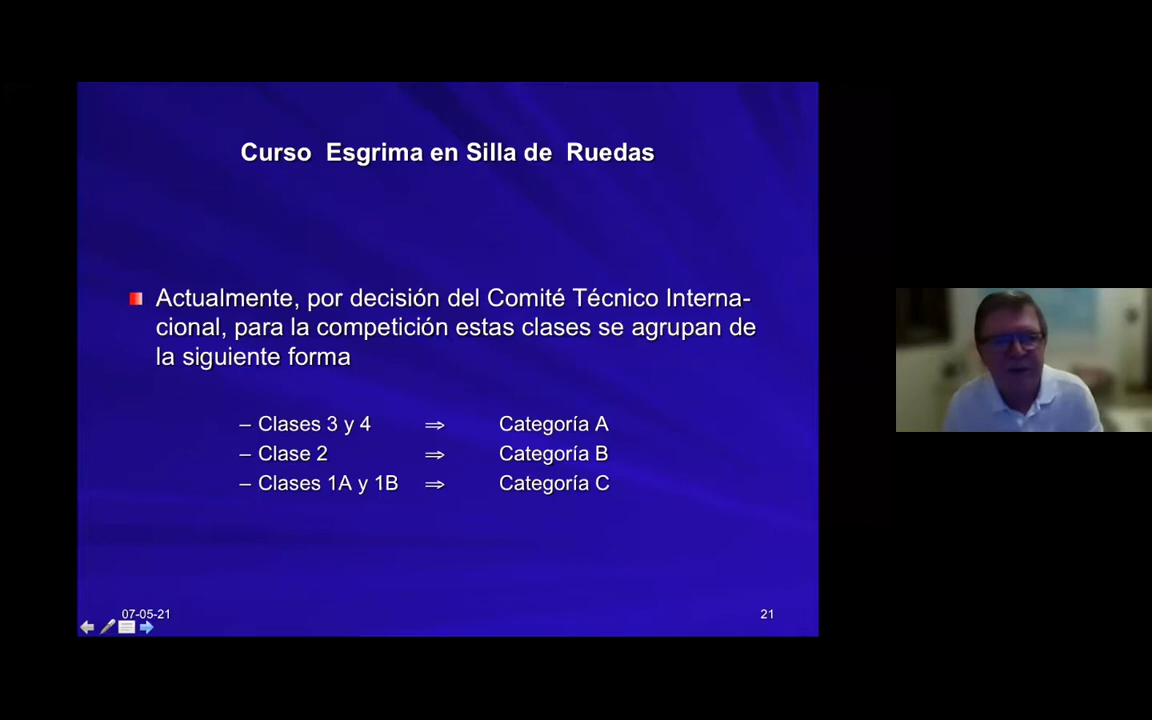 Curso Esgrima en Silla de Ruedas
Actualmente, por decisión del Comité Técnico Interna-
cional, para la competición estas clases se agrupan de
la siguiente forma
– Clases 3 y 4 ⇒ Categoría A
– Clase 2 ⇒ Categoría B
– Clases 1A y 1B ⇒ Categoría C
07-05-21
21